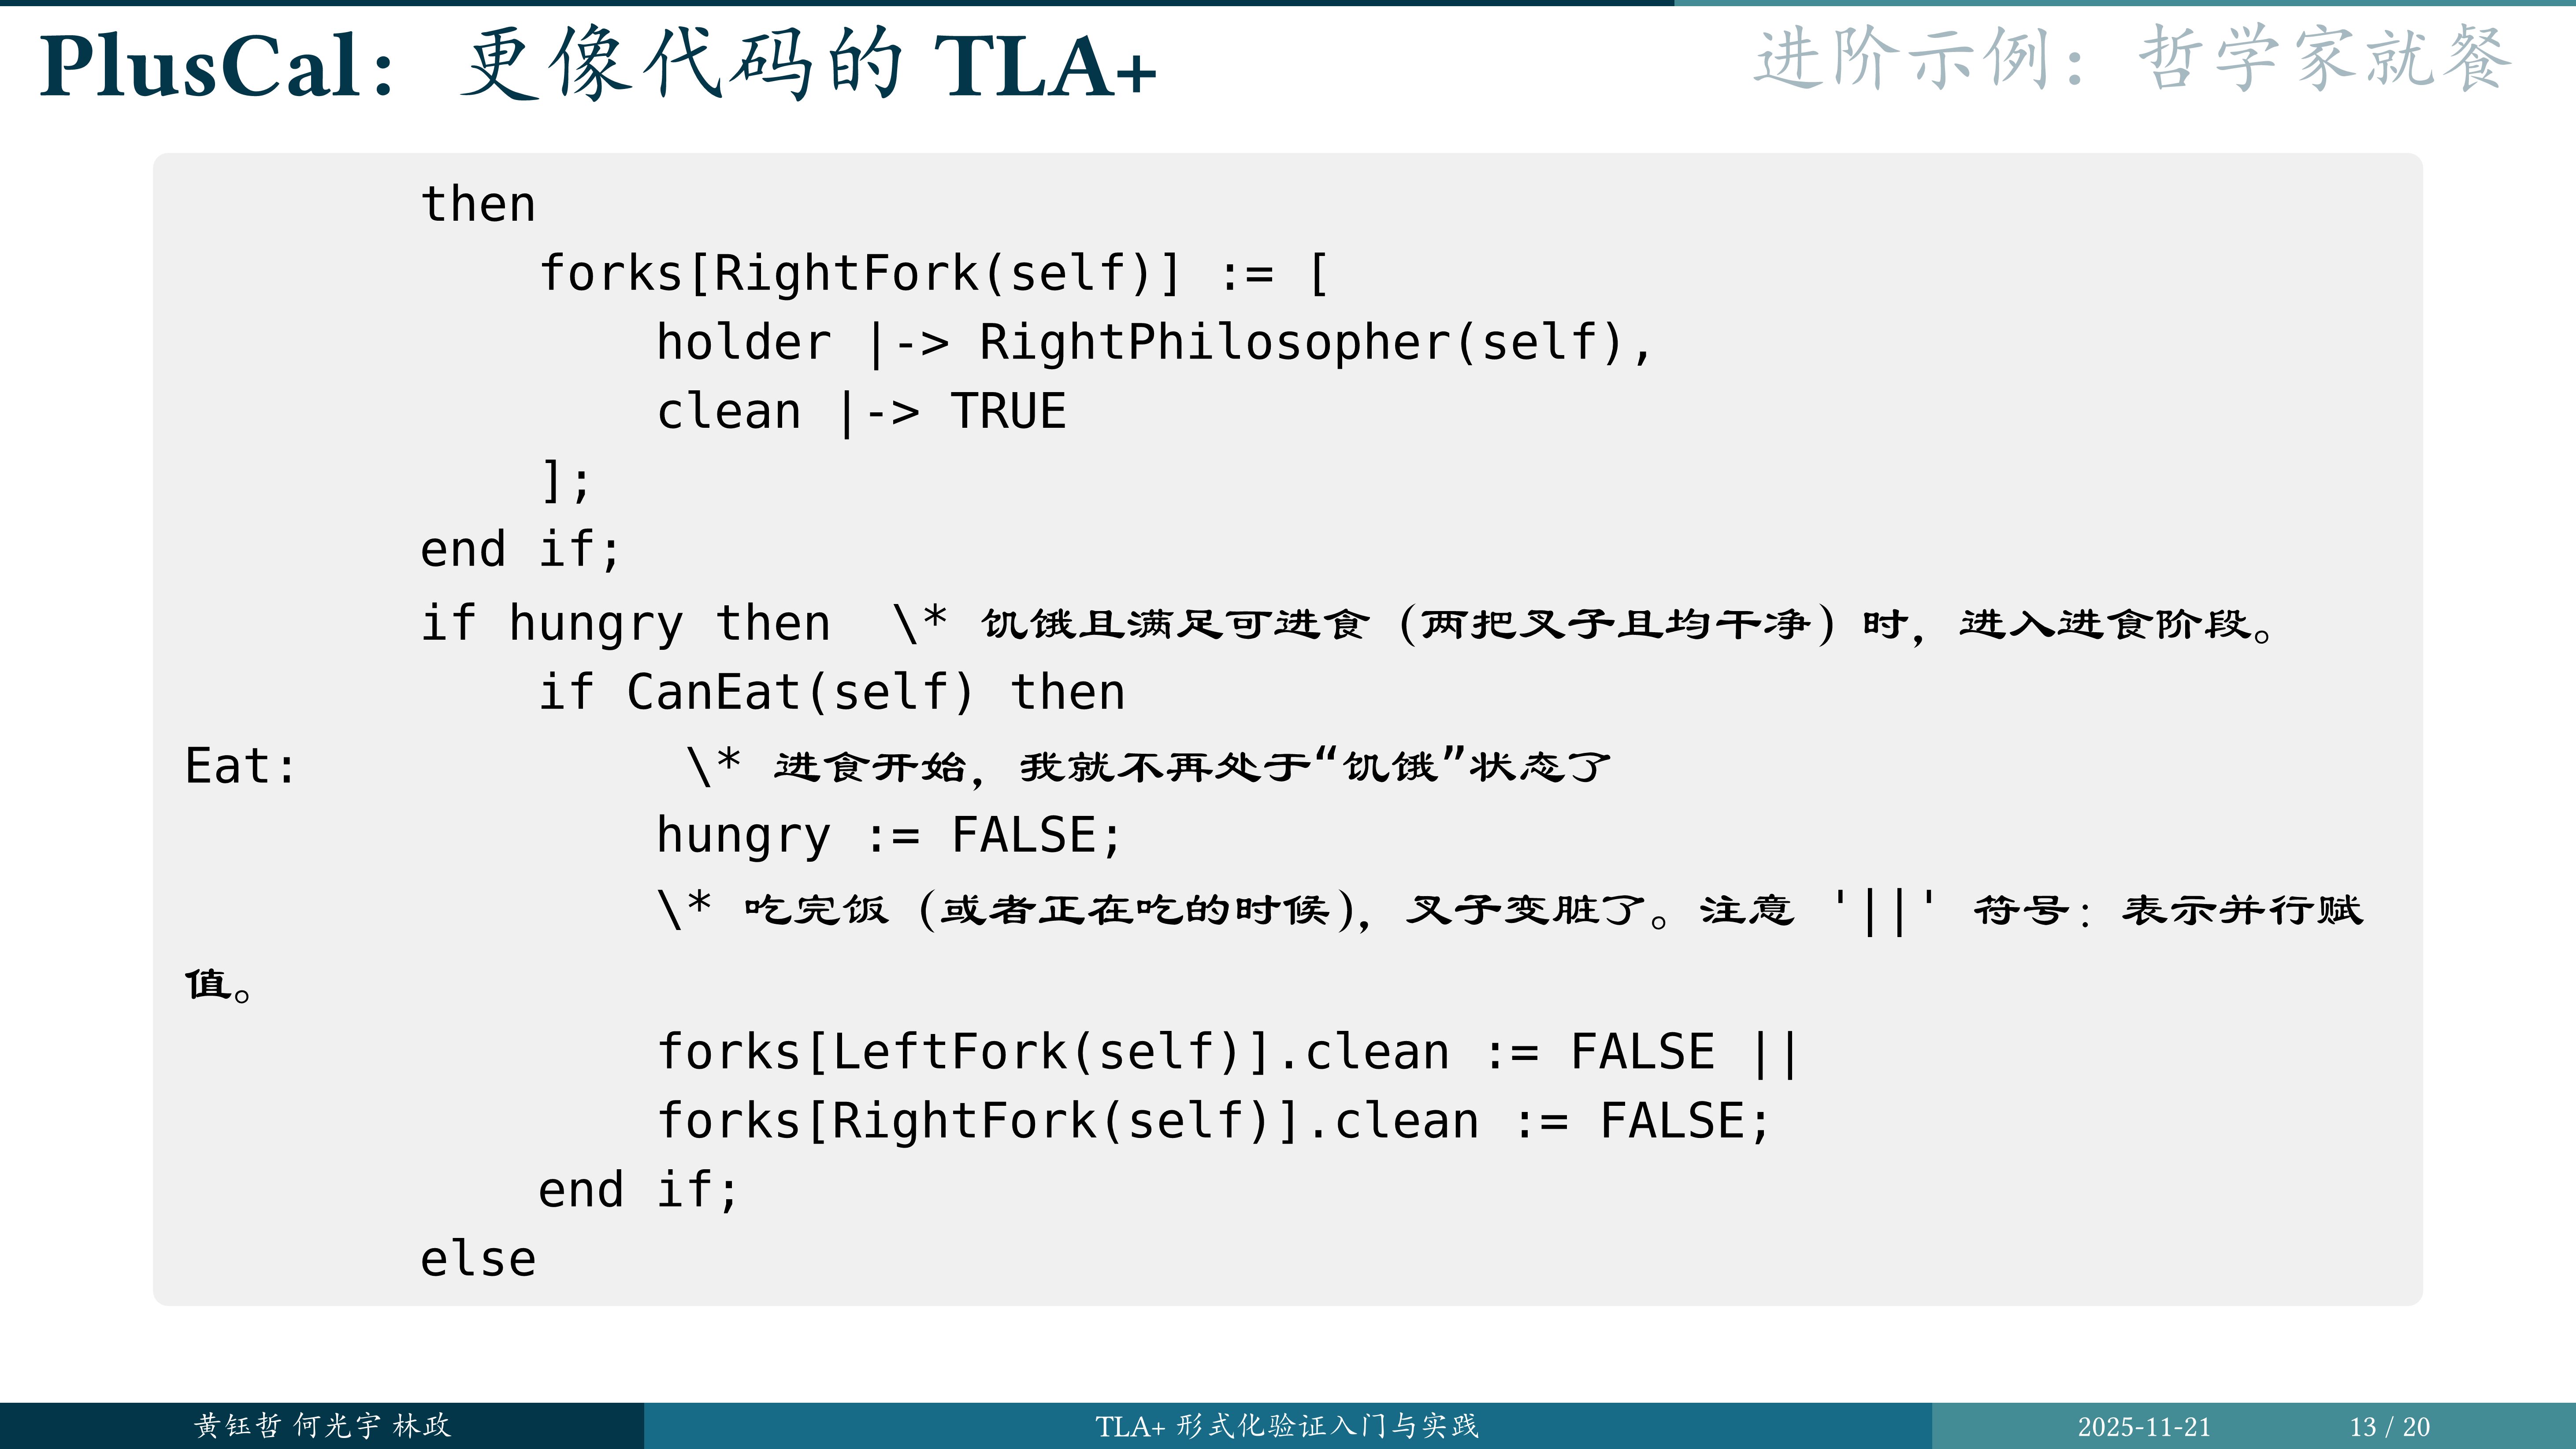 PlusCal：更像代码的 TLA+
进阶示例：哲学家就餐
then
forks[RightFork(self)] := [
holder |-> RightPhilosopher(self),
clean |-> TRUE
];
end if;
if hungry then  \* 饥饿且满足可进食（两把叉子且均干净）时，进入进食阶段。
if CanEat(self) then
Eat:             \* 进食开始，我就不再处于“饥饿”状态了
hungry := FALSE;
\* 吃完饭（或者正在吃的时候），叉子变脏了。注意 '||' 符号：表示并行赋
值。
forks[LeftFork(self)].clean := FALSE ||
forks[RightFork(self)].clean := FALSE;
end if;
else
黄钰哲 何光宇 林政
TLA+ 形式化验证入门与实践
2025-11-21
13 / 20